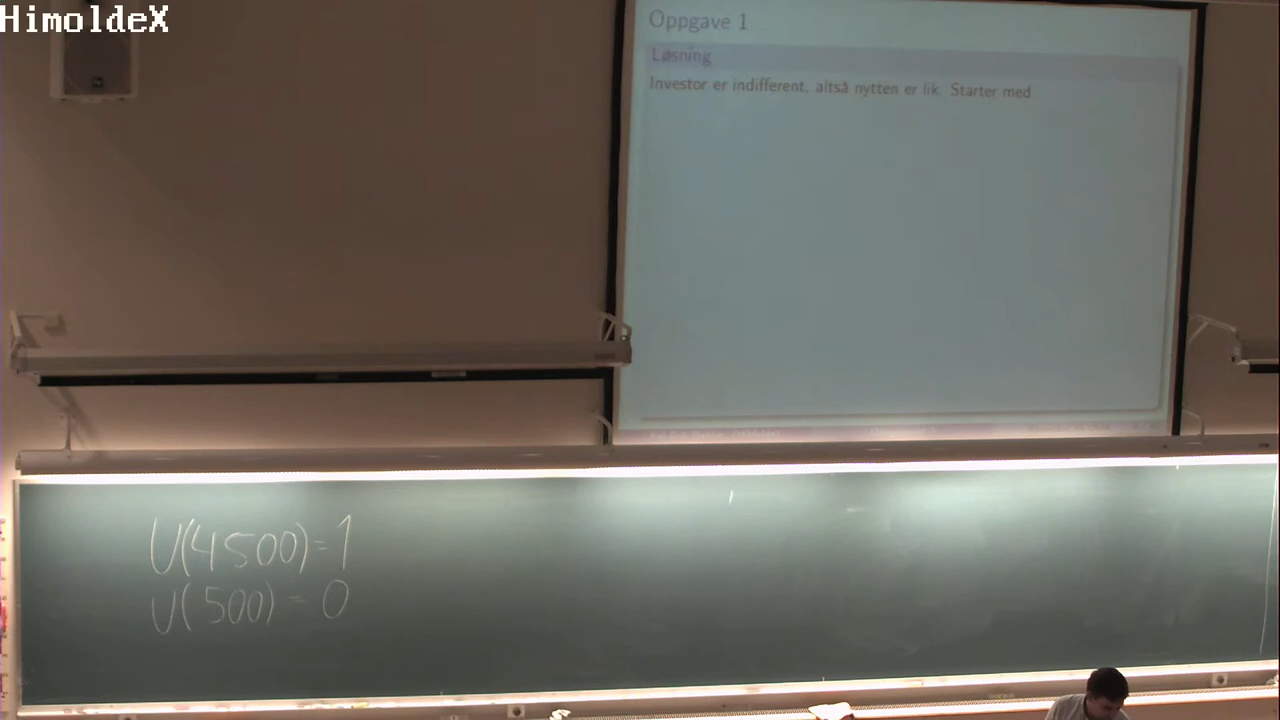 HimoldeX
Oppgave 1
Løsning
Investor er indifferent, altså nytten er lik. Starter med
U(4500)=1
U(500)=0